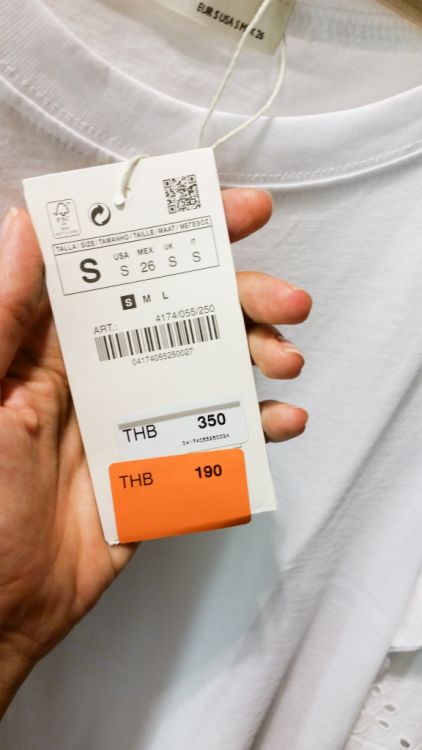 EUR S USA S MEX 26
FSC
TALLA / SIZE / TAMANHO / TAILLE / MAAT / ΜΕΓΕΘΟΣ
USA MEX UK IT
S S 26 S S
S M L
ART.: 4174/055/250
04174055250027
THB 350
THB 190